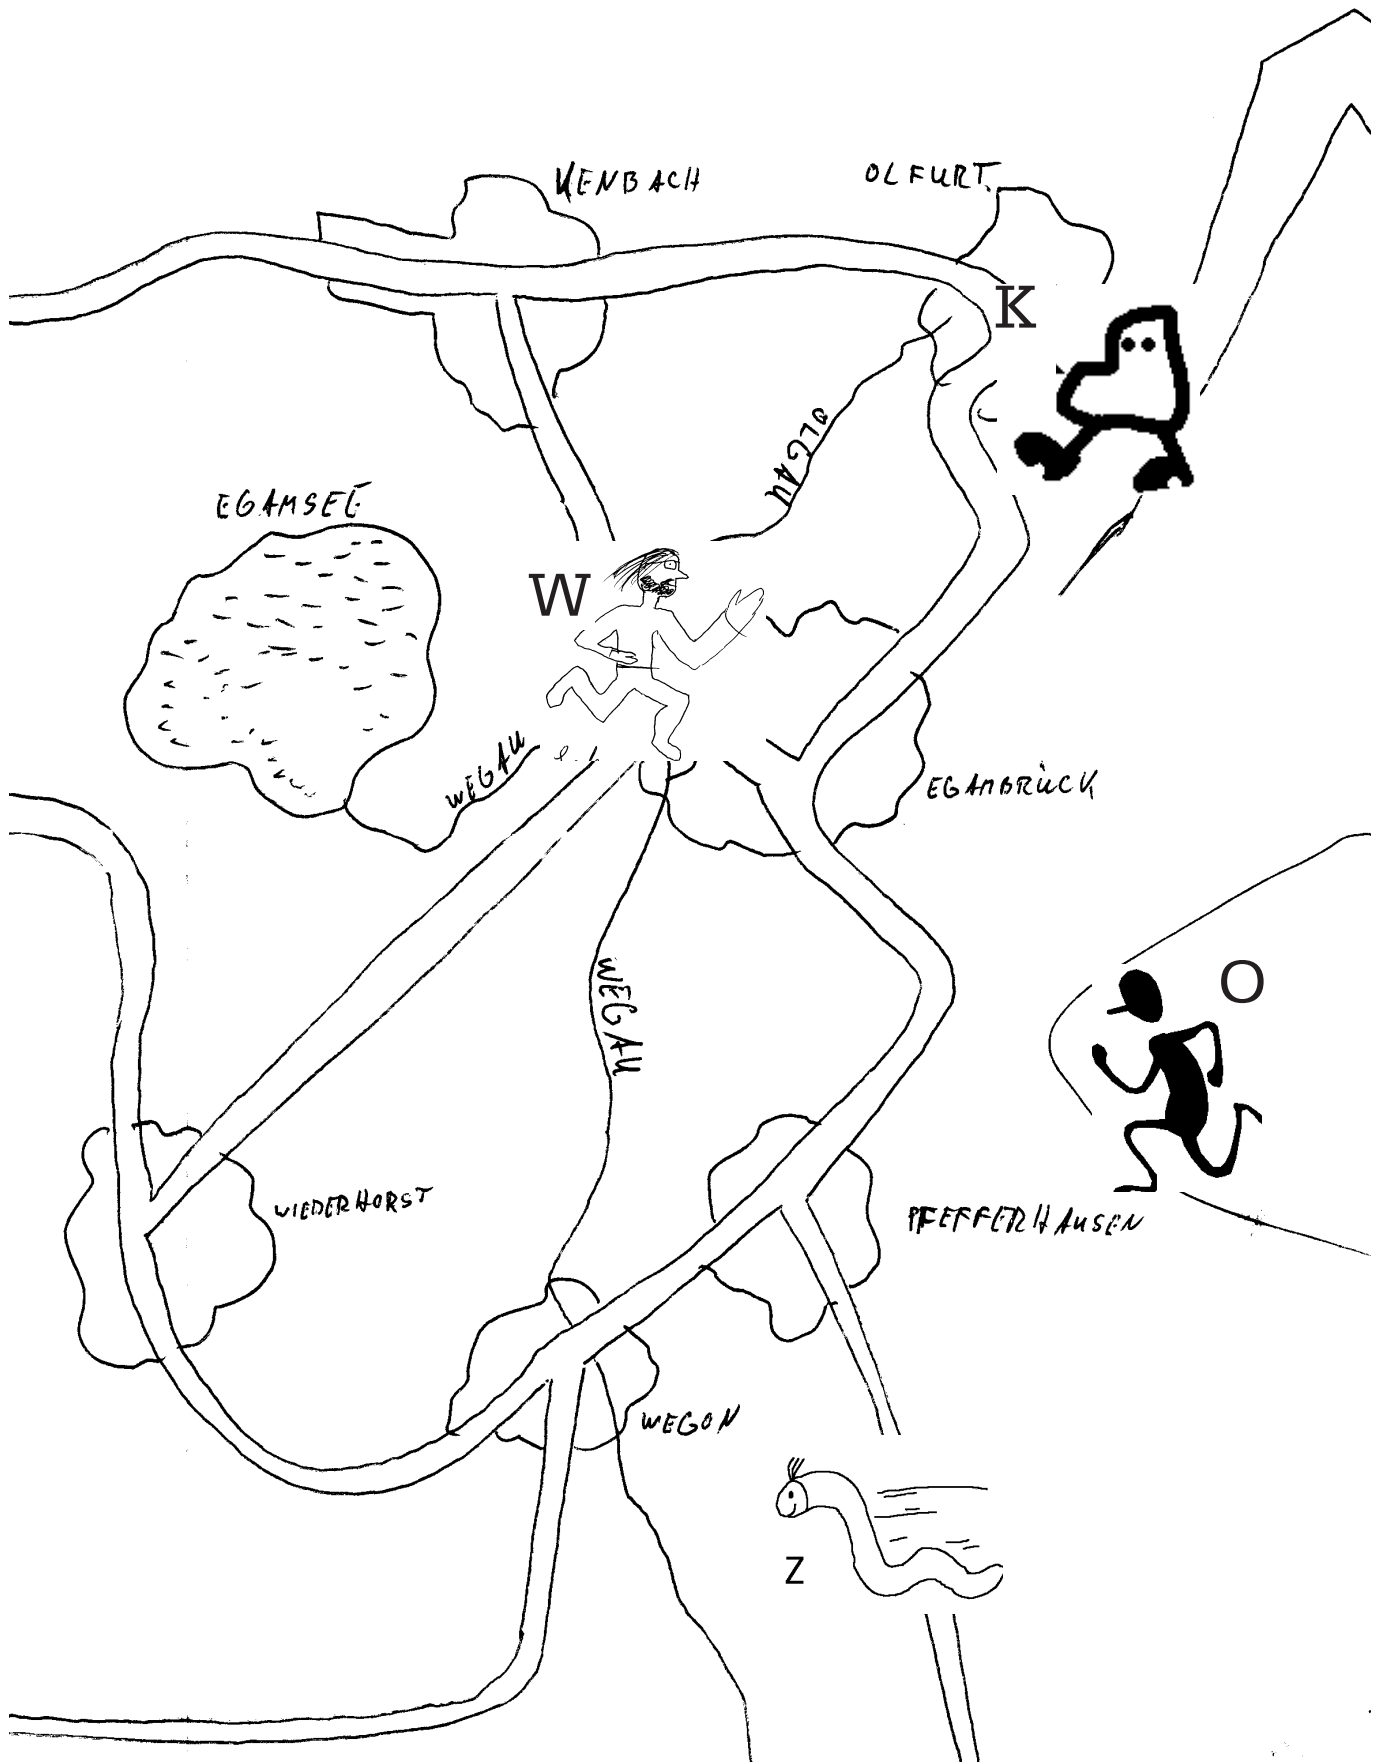 KENBACH
OLFURT
K
OLGAU
EGAMSEE
W
WEGAU
EGAMBRÜCK
WEGAU
O
WIEDERHORST
PFEFFERHAUSEN
WEGON
Z